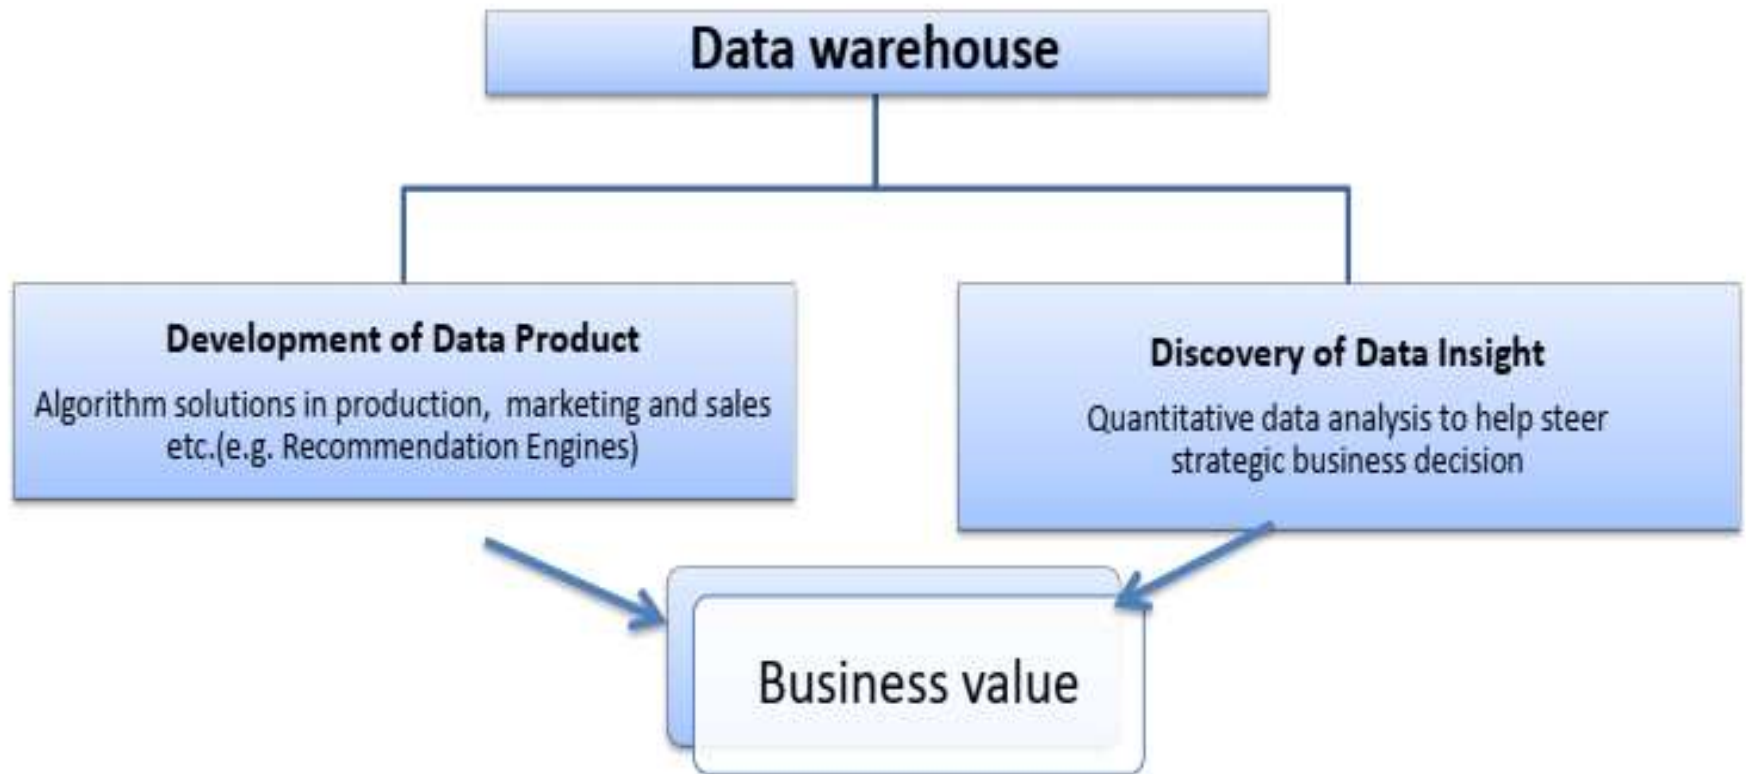 Data warehouse
Development of Data Product
Algorithm solutions in production, marketing and sales
etc.(e.g. Recommendation Engines)
Discovery of Data Insight
Quantitative data analysis to help steer
strategic business decision
Business value